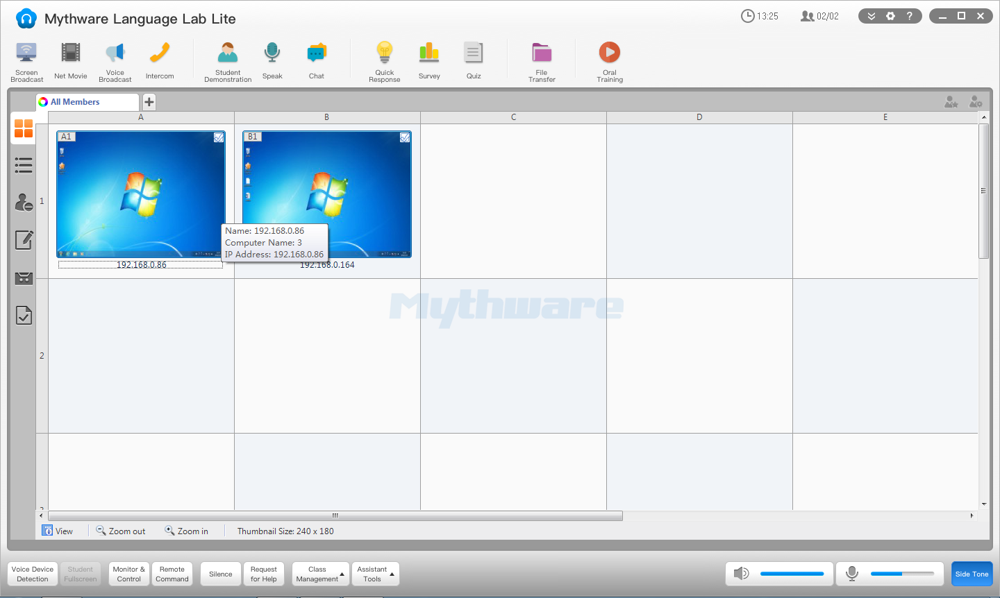 Mythware Language Lab Lite
13:25
02/02
?
Screen
Broadcast
Net Movie
Voice
Broadcast
Intercom
Student
Demonstration
Speak
Chat
Quick
Response
Survey
Quiz
File
Transfer
Oral
Training
All Members
A
B
C
D
E
1
A1
B1
Name: 192.168.0.86
Computer Name: 3
IP Address: 192.168.0.86
192.168.0.86
192.168.0.164
Mythware
2
View
Zoom out
Zoom in
Thumbnail Size: 240 x 180
Voice Device
Detection
Student
Fullscreen
Monitor &
Control
Remote
Command
Silence
Request
for Help
Class
Management
Assistant
Tools
Side Tone